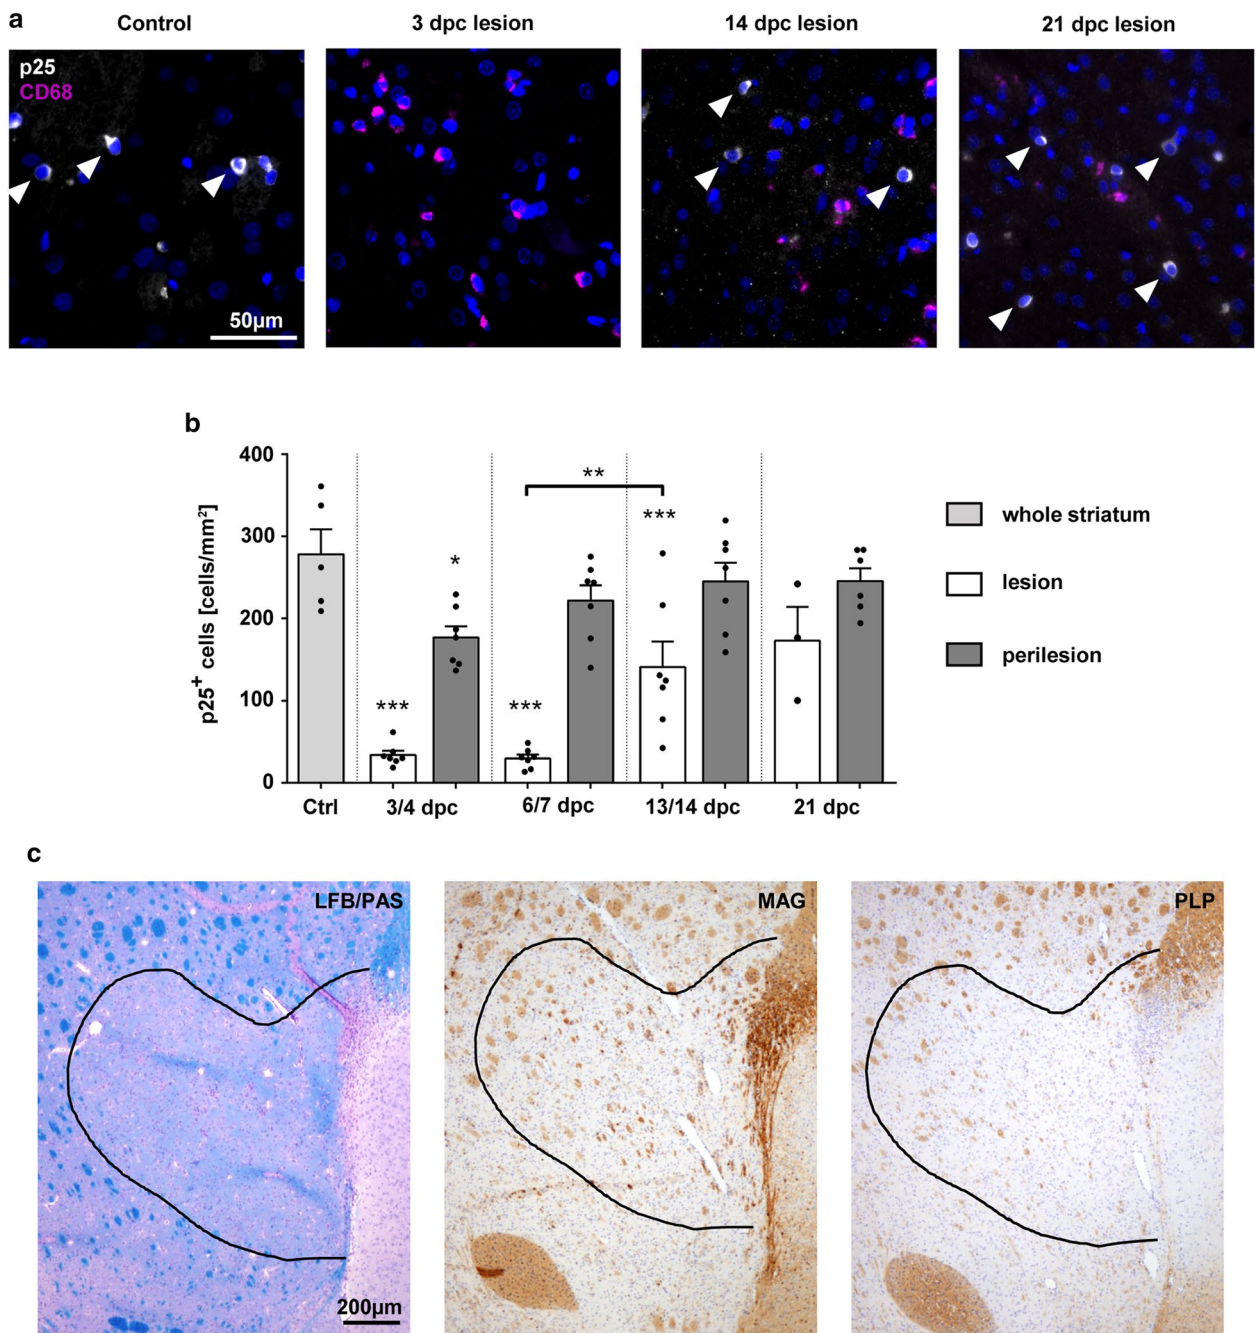 a
Control
3 dpc lesion
14 dpc lesion
21 dpc lesion
p25
CD68
50µm
b
p25+ cells [cells/mm²]
400
300
200
100
0
***
*
***
**
***
Ctrl
3/4 dpc
6/7 dpc
13/14 dpc
21 dpc
whole striatum
lesion
perilesion
c
LFB/PAS
MAG
PLP
200µm